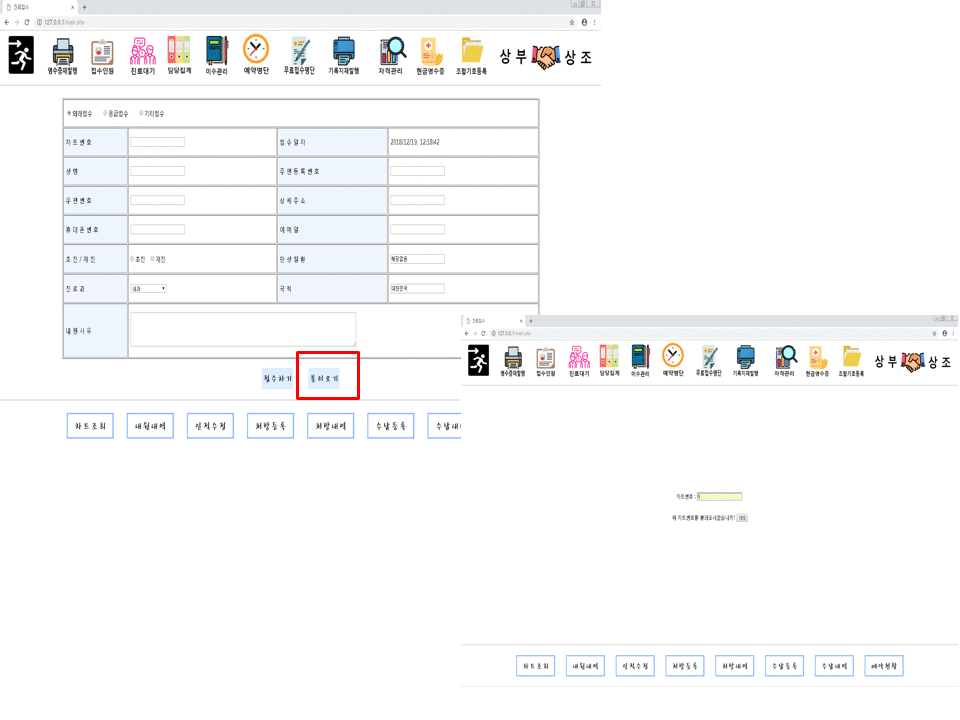 진료접수
127.0.0.1/main.php
영수증재발행 접수인원 진료대기 담당집계 미수관리 예약명단 무료접수명단 기록지재발행 자격관리 현금영수증 조합기호등록 상부 상조
외래접수 응급접수 기타접수
차트번호 접수일자 2018/12/19, 12:18:42
성명 주민등록번호
우편번호 상세주소
휴대폰번호 이메일
초진/재진 초진 재진 만성질환 해당없음
진료과 내과 국적 대한민국
내원사유
접수하기 불러오기
차트조회 내원내역 인적수정 처방등록 처방내역 수납등록 수납내
진료접수
127.0.0.1/main.php
영수증재발행 접수인원 진료대기 담당집계 미수관리 예약명단 무료접수명단 기록지재발행 자격관리 현금영수증 조합기호등록 상부 상조
차트번호 :
위 차트번호를 불러오시겠습니까? YES
차트조회 내원내역 인적수정 처방등록 처방내역 수납등록 수납내역 예약현황